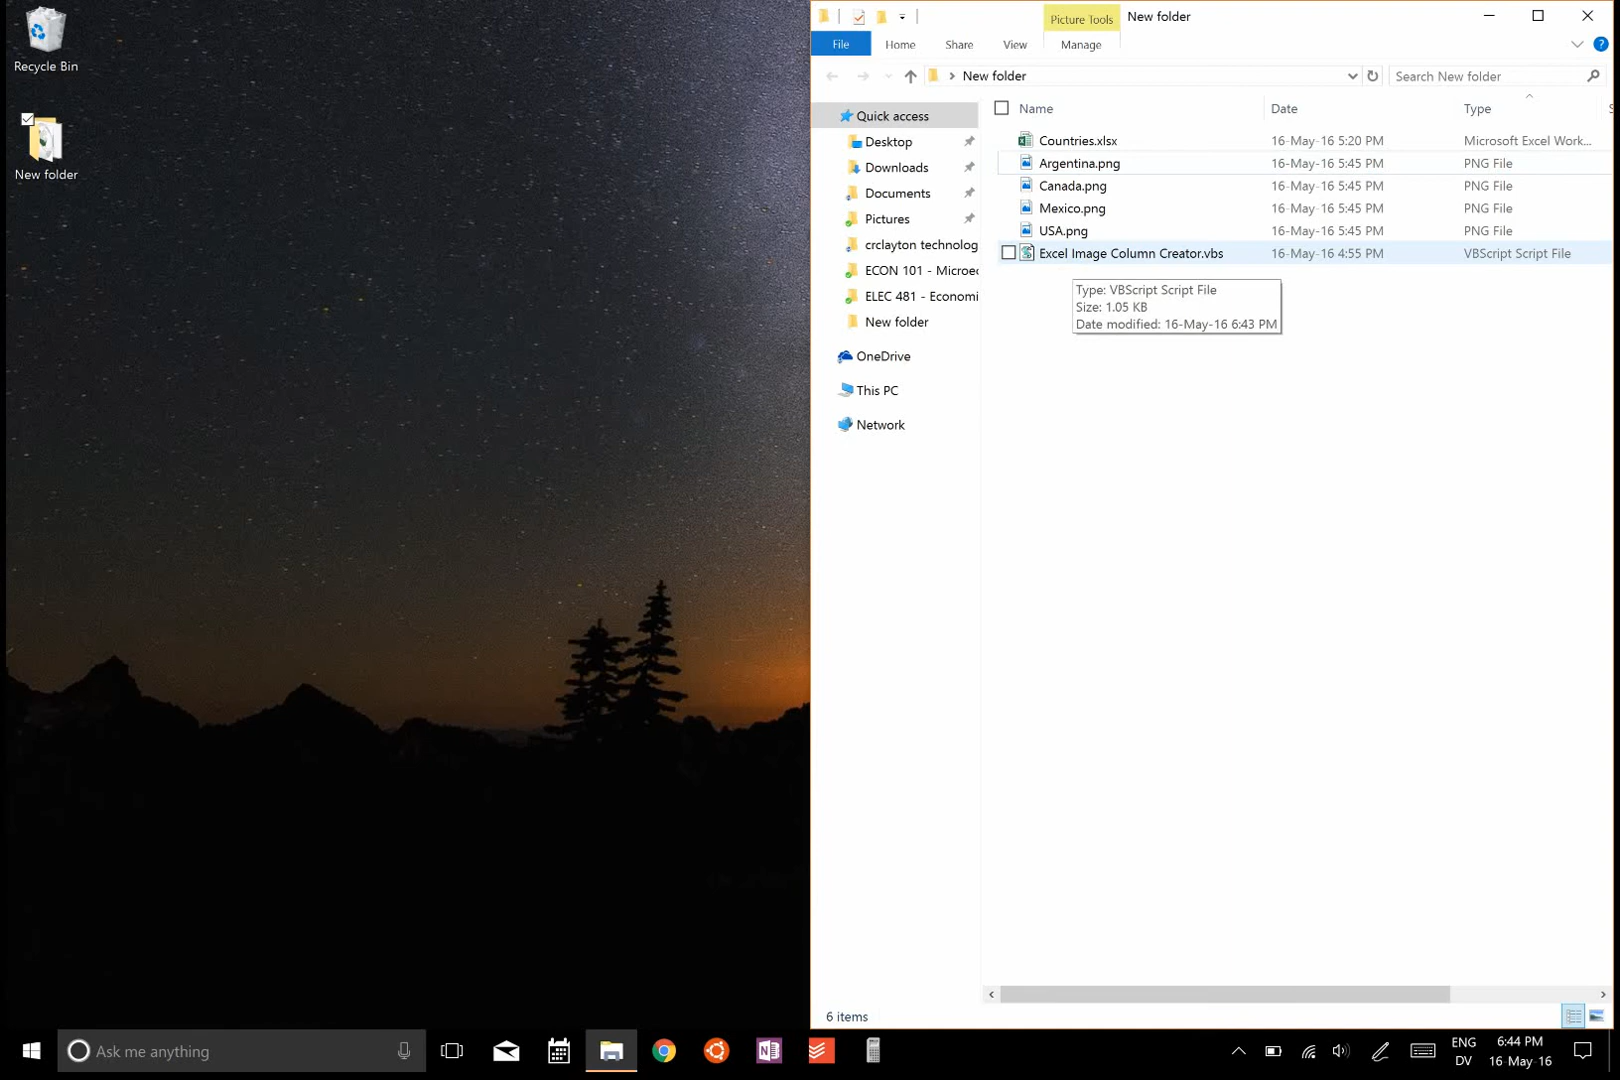 Recycle Bin
New folder
Picture Tools
New folder
File
Home
Share
View
Manage
New folder
Search New folder
Name
Date
Type
Quick access
Desktop
Downloads
Documents
Pictures
crclayton technolog
ECON 101 - Microec
ELEC 481 - Economi
New folder
OneDrive
This PC
Network
Countries.xlsx 16-May-16 5:20 PM Microsoft Excel Work...
Argentina.png 16-May-16 5:45 PM PNG File
Canada.png 16-May-16 5:45 PM PNG File
Mexico.png 16-May-16 5:45 PM PNG File
USA.png 16-May-16 5:45 PM PNG File
Excel Image Column Creator.vbs 16-May-16 4:55 PM VBScript Script File
Type: VBScript Script File
Size: 1.05 KB
Date modified: 16-May-16 6:43 PM
6 items
Ask me anything
ENG
DV
6:44 PM
16-May-16